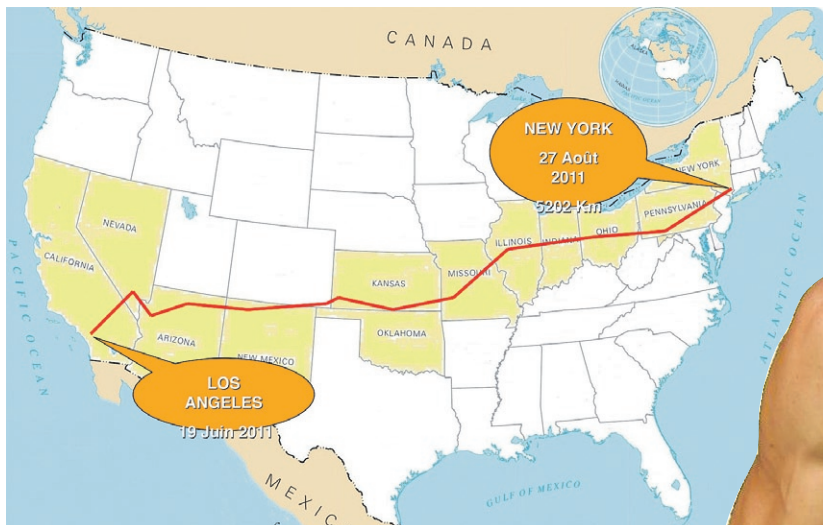 CANADA
NEW YORK
27 Août
2011
5202 Km
NEW YORK
PENNSYLVANIA
OHIO
INDIANA
ILLINOIS
MISSOURI
KANSAS
OKLAHOMA
NEVADA
CALIFORNIA
ARIZONA
NEW MEXICO
LOS
ANGELES
19 Juin 2011
PACIFIC OCEAN
ATLANTIC OCEAN
GULF OF MEXICO
MEXIC